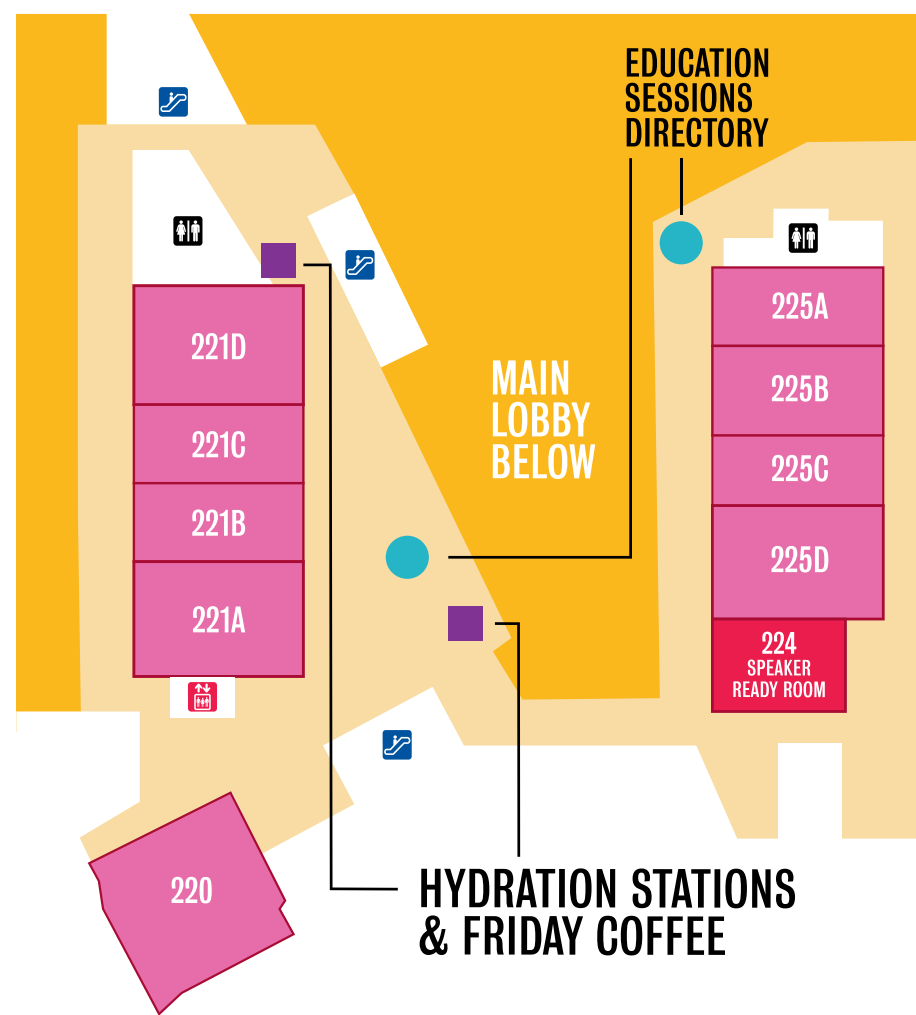 EDUCATION
SESSIONS
DIRECTORY
225A
221D
MAIN
LOBBY
BELOW
225B
221C
225C
221B
225D
221A
224
SPEAKER
READY ROOM
220
HYDRATION STATIONS
& FRIDAY COFFEE